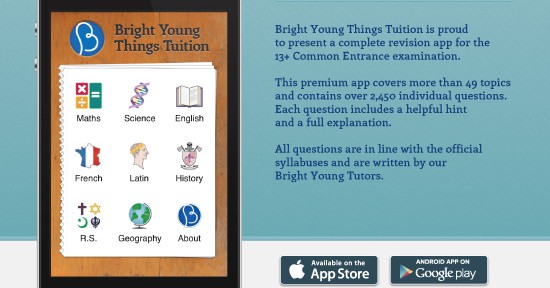 Bright Young
Things Tuition
Maths
Science
English
French
Latin
History
R.S.
Geography
About
Bright Young Things Tuition is proud
to present a complete revision app for the
13+ Common Entrance examination.
This premium app covers more than 49 topics
and contains over 2,450 individual questions.
Each question includes a helpful hint
and a full explanation.
All questions are in line with the official
syllabuses and are written by our
Bright Young Tutors.
Available on the
App Store
ANDROID APP ON
Google play